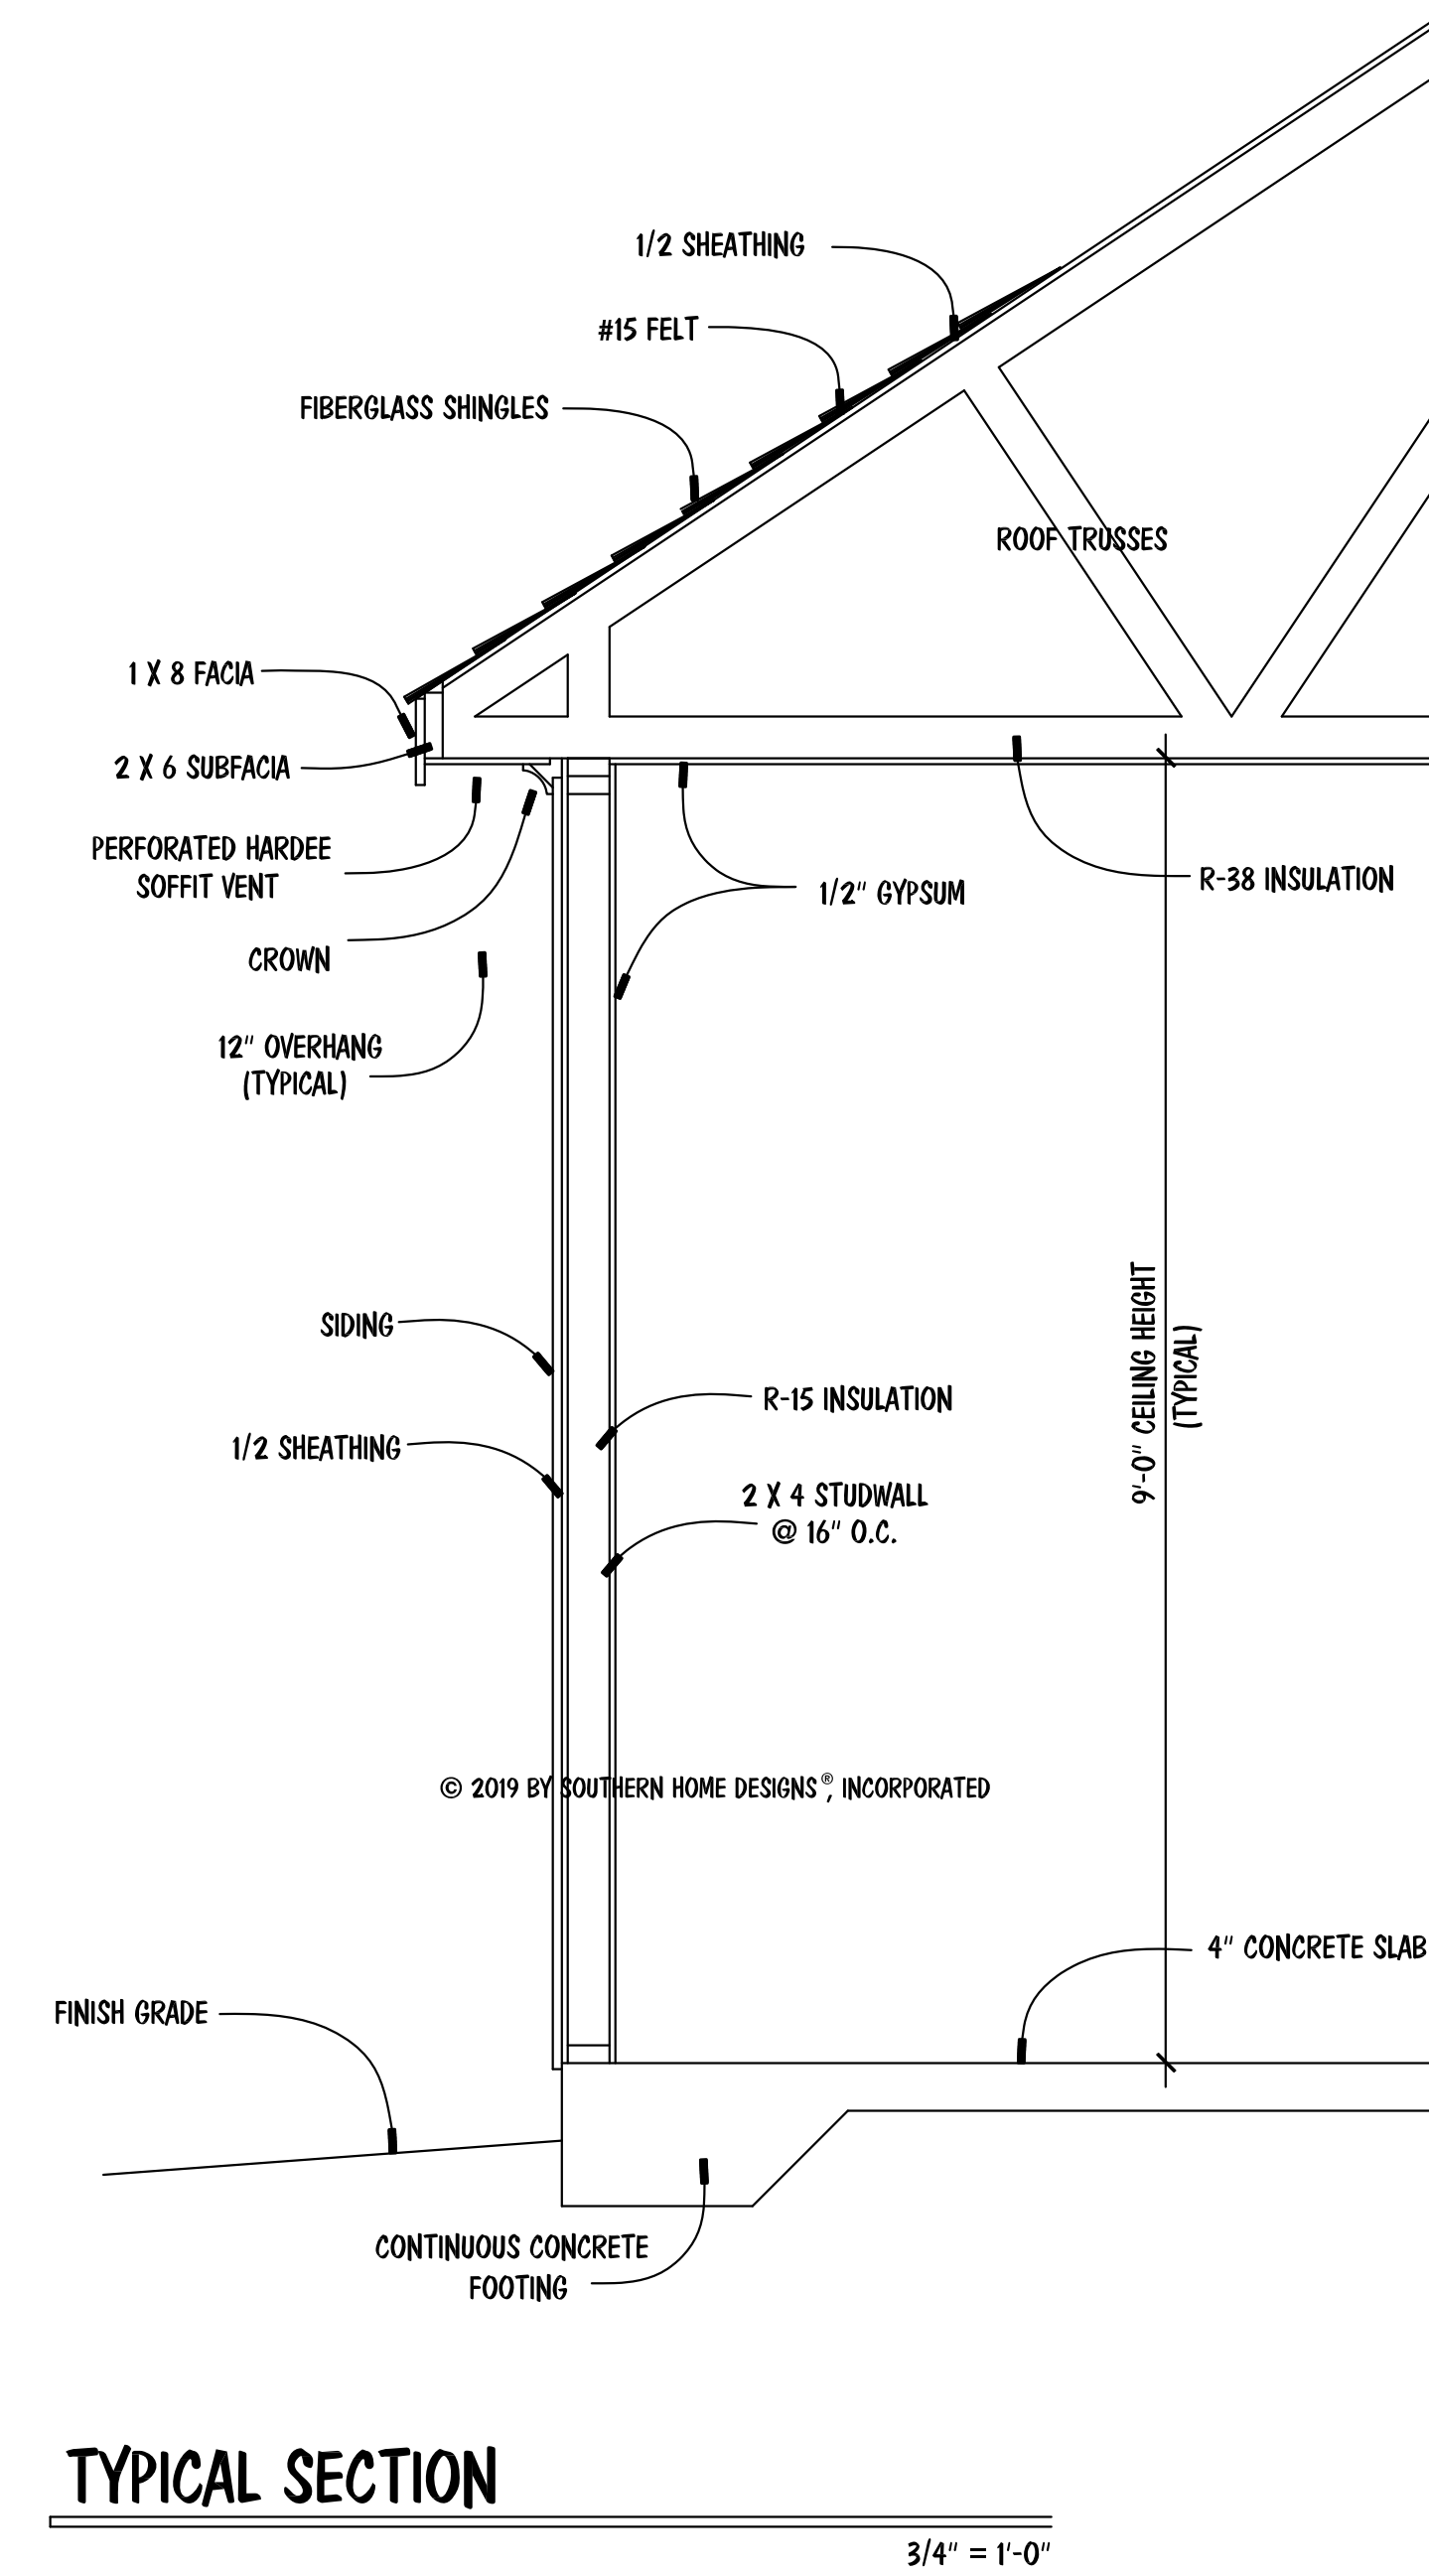 1/2 SHEATHING
#15 FELT
FIBERGLASS SHINGLES
ROOF TRUSSES
1 X 8 FACIA
2 X 6 SUBFACIA
PERFORATED HARDEE
SOFFIT VENT
1/2" GYPSUM
R-38 INSULATION
CROWN
12" OVERHANG
(TYPICAL)
SIDING
9'-0" CEILING HEIGHT
(TYPICAL)
R-15 INSULATION
1/2 SHEATHING
2 X 4 STUDWALL
@ 16" O.C.
© 2019 BY SOUTHERN HOME DESIGNS®, INCORPORATED
4" CONCRETE SLAB
FINISH GRADE
CONTINUOUS CONCRETE
FOOTING
TYPICAL SECTION
3/4" = 1'-0"